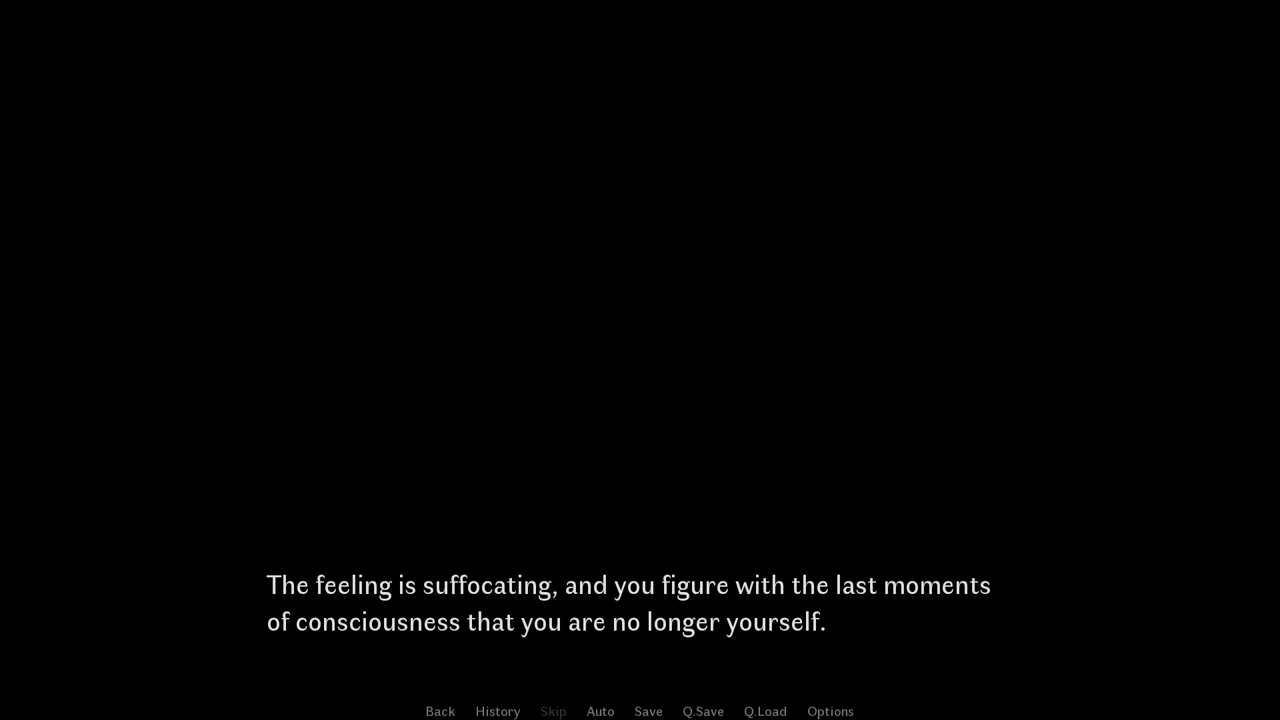 The feeling is suffocating, and you figure with the last moments
of consciousness that you are no longer yourself.
Back History Skip Auto Save Q.Save Q.Load Options